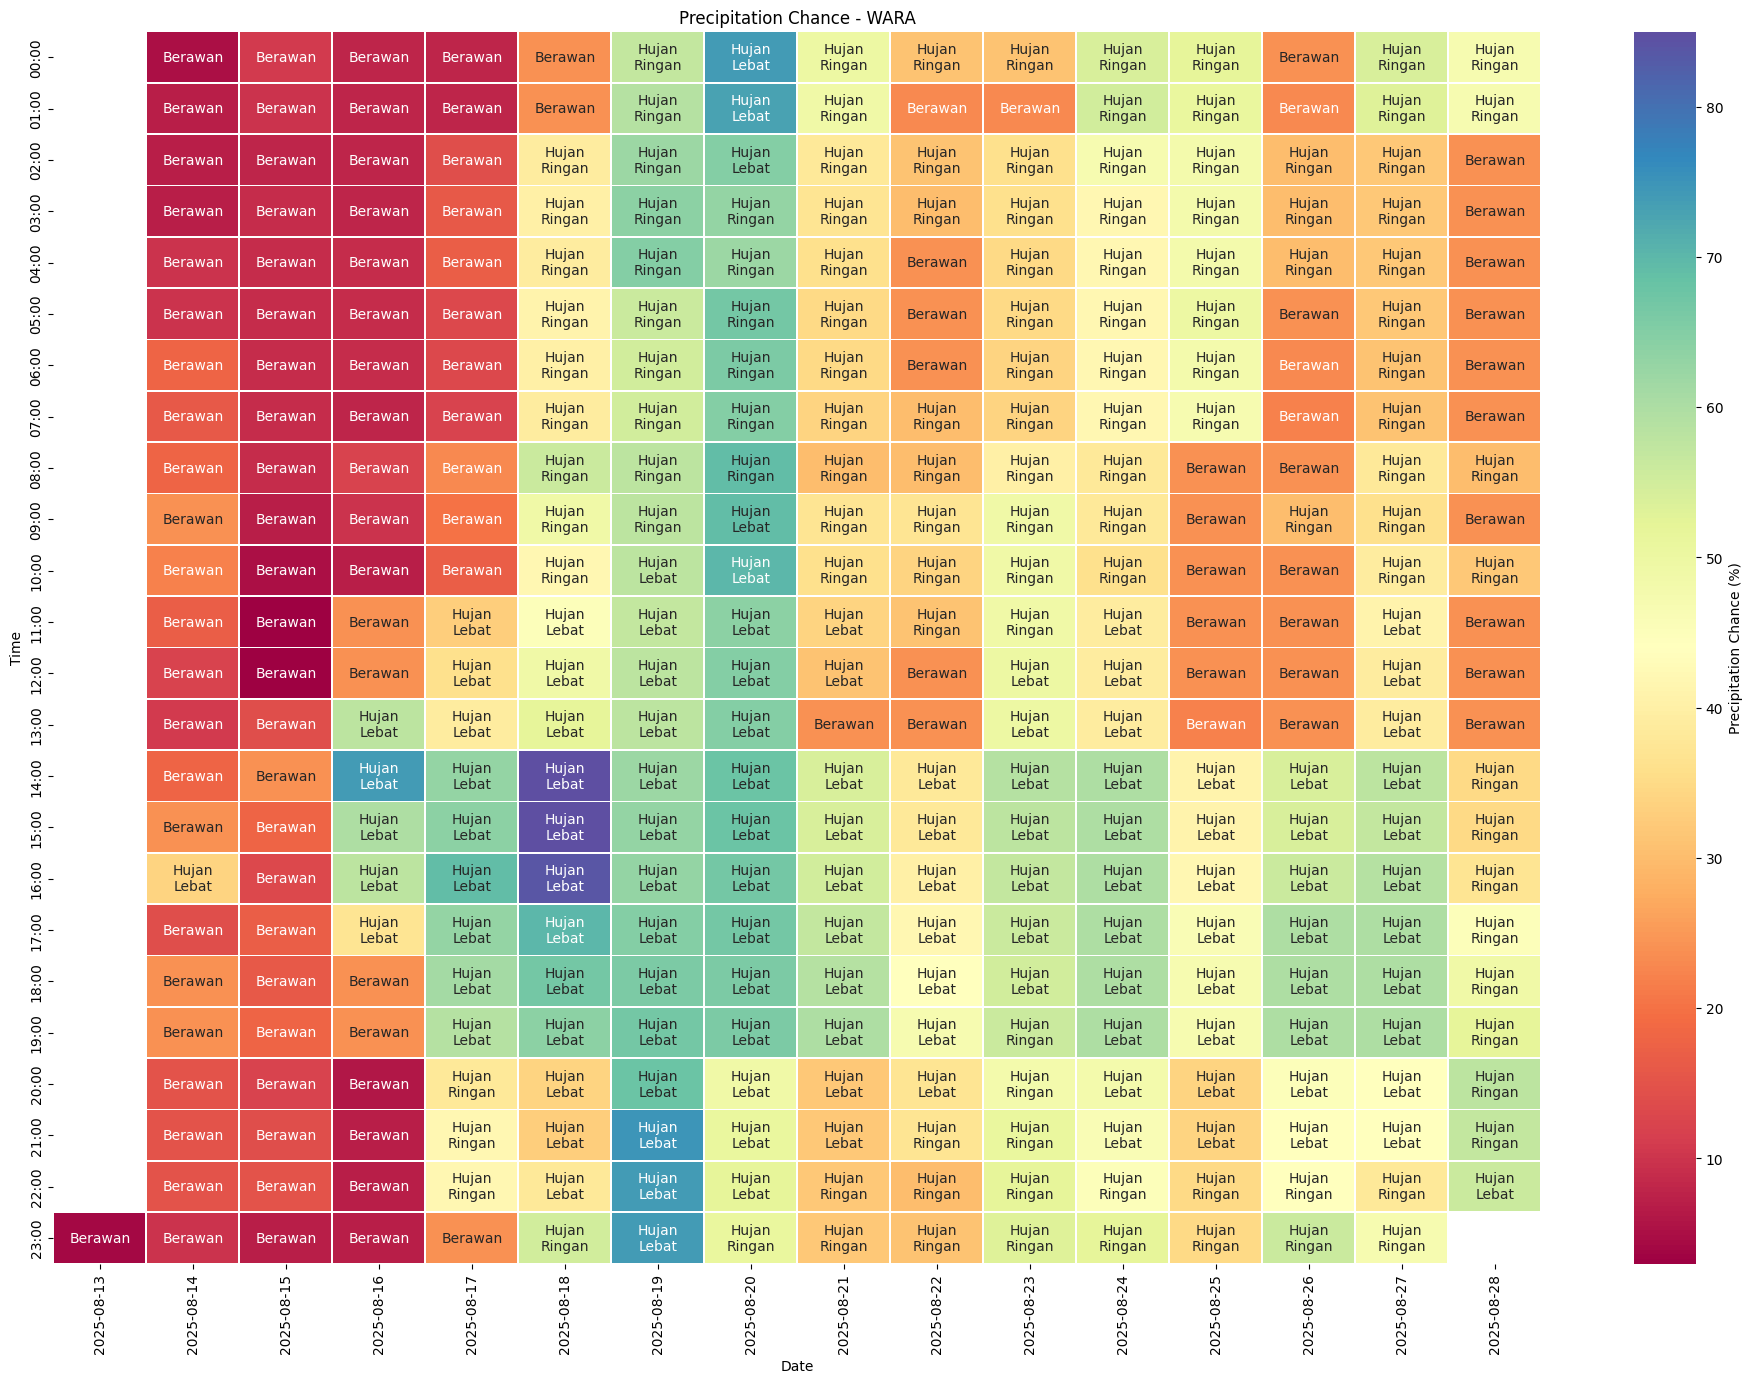 Precipitation Chance - WARA
00:00 Berawan Berawan Berawan Berawan Berawan Hujan Ringan Hujan Lebat Hujan Ringan Hujan Ringan Hujan Ringan Hujan Ringan Hujan Ringan Berawan Hujan Ringan Hujan Ringan
01:00 Berawan Berawan Berawan Berawan Berawan Hujan Ringan Hujan Lebat Hujan Ringan Berawan Berawan Hujan Ringan Hujan Ringan Berawan Hujan Ringan Hujan Ringan
02:00 Berawan Berawan Berawan Berawan Hujan Ringan Hujan Ringan Hujan Lebat Hujan Ringan Hujan Ringan Hujan Ringan Hujan Ringan Hujan Ringan Hujan Ringan Hujan Ringan Berawan
03:00 Berawan Berawan Berawan Berawan Hujan Ringan Hujan Ringan Hujan Ringan Hujan Ringan Hujan Ringan Hujan Ringan Hujan Ringan Hujan Ringan Hujan Ringan Hujan Ringan Berawan
04:00 Berawan Berawan Berawan Berawan Hujan Ringan Hujan Ringan Hujan Ringan Hujan Ringan Berawan Hujan Ringan Hujan Ringan Hujan Ringan Hujan Ringan Hujan Ringan Berawan
05:00 Berawan Berawan Berawan Berawan Hujan Ringan Hujan Ringan Hujan Ringan Hujan Ringan Berawan Hujan Ringan Hujan Ringan Hujan Ringan Berawan Hujan Ringan Berawan
06:00 Berawan Berawan Berawan Berawan Hujan Ringan Hujan Ringan Hujan Ringan Hujan Ringan Berawan Hujan Ringan Hujan Ringan Hujan Ringan Berawan Hujan Ringan Berawan
07:00 Berawan Berawan Berawan Berawan Hujan Ringan Hujan Ringan Hujan Ringan Hujan Ringan Hujan Ringan Hujan Ringan Hujan Ringan Hujan Ringan Berawan Hujan Ringan Berawan
08:00 Berawan Berawan Berawan Berawan Hujan Ringan Hujan Ringan Hujan Ringan Hujan Ringan Hujan Ringan Hujan Ringan Hujan Ringan Berawan Berawan Hujan Ringan Hujan Ringan
09:00 Berawan Berawan Berawan Berawan Hujan Ringan Hujan Ringan Hujan Lebat Hujan Ringan Hujan Ringan Hujan Ringan Hujan Ringan Berawan Hujan Ringan Hujan Ringan Berawan
10:00 Berawan Berawan Berawan Berawan Hujan Ringan Hujan Lebat Hujan Lebat Hujan Ringan Hujan Ringan Hujan Ringan Hujan Ringan Berawan Berawan Hujan Ringan Hujan Ringan
11:00 Berawan Berawan Berawan Hujan Lebat Hujan Lebat Hujan Lebat Hujan Lebat Hujan Lebat Hujan Ringan Hujan Ringan Hujan Lebat Berawan Berawan Hujan Lebat Berawan
12:00 Berawan Berawan Berawan Hujan Lebat Hujan Lebat Hujan Lebat Hujan Lebat Hujan Lebat Berawan Hujan Lebat Hujan Lebat Berawan Berawan Hujan Lebat Berawan
13:00 Berawan Berawan Hujan Lebat Hujan Lebat Hujan Lebat Hujan Lebat Hujan Lebat Berawan Berawan Hujan Lebat Hujan Lebat Berawan Berawan Hujan Lebat Berawan
14:00 Berawan Berawan Hujan Lebat Hujan Lebat Hujan Lebat Hujan Lebat Hujan Lebat Hujan Lebat Hujan Lebat Hujan Lebat Hujan Lebat Hujan Lebat Hujan Lebat Hujan Lebat Hujan Ringan
15:00 Berawan Berawan Hujan Lebat Hujan Lebat Hujan Lebat Hujan Lebat Hujan Lebat Hujan Lebat Hujan Lebat Hujan Lebat Hujan Lebat Hujan Lebat Hujan Lebat Hujan Lebat Hujan Ringan
16:00 Hujan Lebat Berawan Hujan Lebat Hujan Lebat Hujan Lebat Hujan Lebat Hujan Lebat Hujan Lebat Hujan Lebat Hujan Lebat Hujan Lebat Hujan Lebat Hujan Lebat Hujan Lebat Hujan Ringan
17:00 Berawan Berawan Hujan Lebat Hujan Lebat Hujan Lebat Hujan Lebat Hujan Lebat Hujan Lebat Hujan Lebat Hujan Lebat Hujan Lebat Hujan Lebat Hujan Lebat Hujan Lebat Hujan Ringan
18:00 Berawan Berawan Berawan Hujan Lebat Hujan Lebat Hujan Lebat Hujan Lebat Hujan Lebat Hujan Lebat Hujan Lebat Hujan Lebat Hujan Lebat Hujan Lebat Hujan Lebat Hujan Ringan
19:00 Berawan Berawan Berawan Hujan Lebat Hujan Lebat Hujan Lebat Hujan Lebat Hujan Lebat Hujan Lebat Hujan Ringan Hujan Lebat Hujan Lebat Hujan Lebat Hujan Lebat Hujan Ringan
20:00 Berawan Berawan Berawan Hujan Ringan Hujan Lebat Hujan Lebat Hujan Lebat Hujan Lebat Hujan Lebat Hujan Ringan Hujan Lebat Hujan Lebat Hujan Lebat Hujan Lebat Hujan Ringan
21:00 Berawan Berawan Berawan Hujan Ringan Hujan Lebat Hujan Lebat Hujan Lebat Hujan Lebat Hujan Ringan Hujan Ringan Hujan Lebat Hujan Lebat Hujan Lebat Hujan Lebat Hujan Ringan
22:00 Berawan Berawan Berawan Hujan Ringan Hujan Lebat Hujan Lebat Hujan Lebat Hujan Ringan Hujan Ringan Hujan Ringan Hujan Ringan Hujan Ringan Hujan Ringan Hujan Ringan Hujan Lebat
23:00 Berawan Berawan Berawan Berawan Berawan Hujan Ringan Hujan Lebat Hujan Ringan Hujan Ringan Hujan Ringan Hujan Ringan Hujan Ringan Hujan Ringan Hujan Ringan Hujan Ringan
Time
2025-08-13 2025-08-14 2025-08-15 2025-08-16 2025-08-17 2025-08-18 2025-08-19 2025-08-20 2025-08-21 2025-08-22 2025-08-23 2025-08-24 2025-08-25 2025-08-26 2025-08-27 2025-08-28
Date
80
70
60
50
40
30
20
10
Precipitation Chance (%)